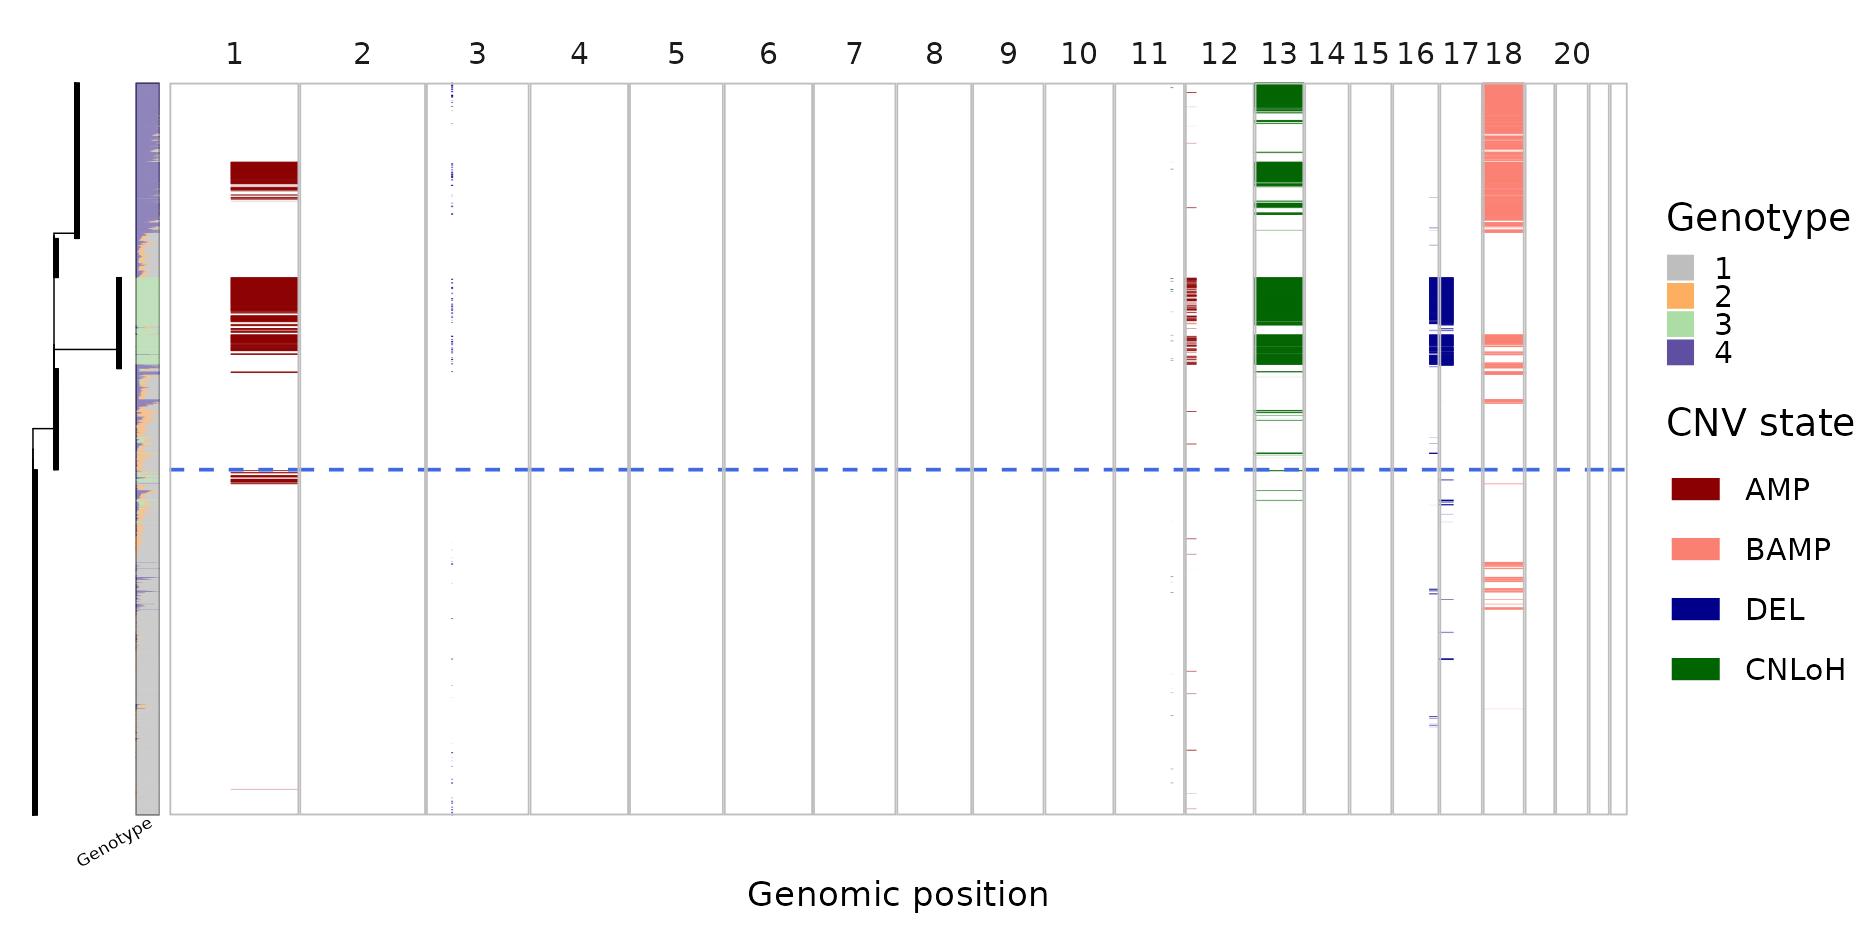 1 2 3 4 5 6 7 8 9 10 11 12 13 14 15 16 17 18 20
Genotype
1
2
3
4
CNV state
AMP
BAMP
DEL
CNLoH
Genotype
Genomic position